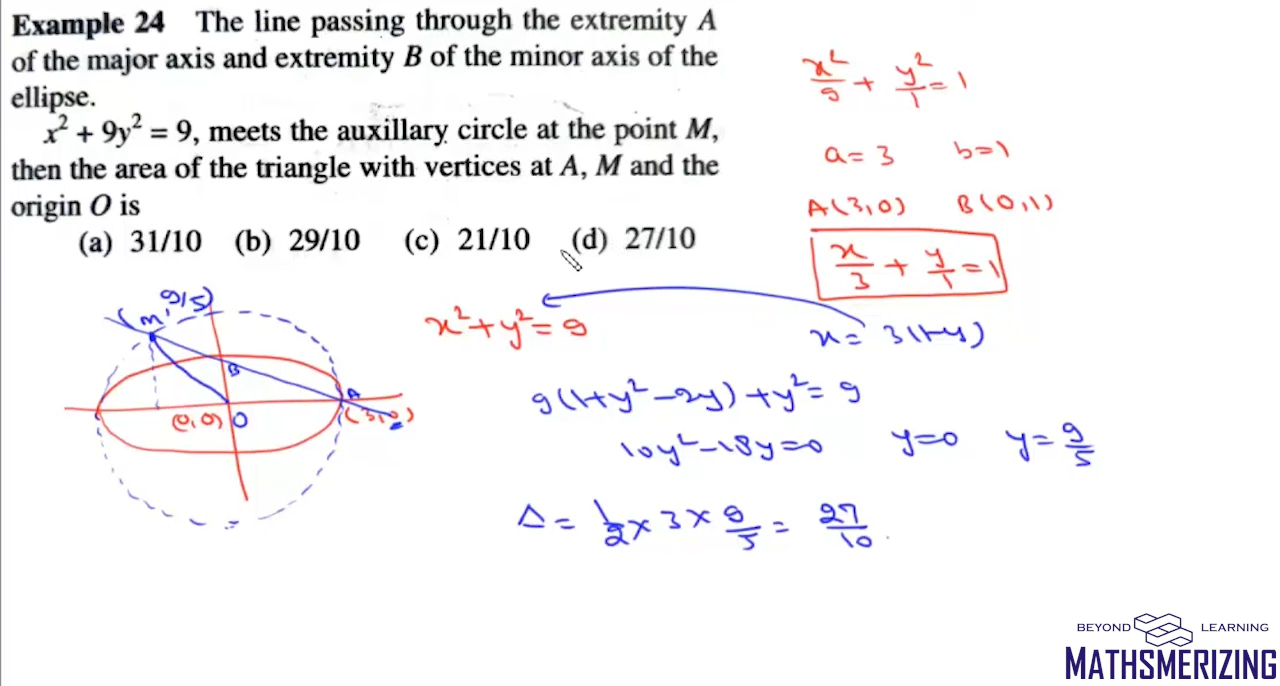 Example 24 The line passing through the extremity A
of the major axis and extremity B of the minor axis of the
ellipse.
x² + 9y² = 9, meets the auxillary circle at the point M,
then the area of the triangle with vertices at A, M and the
origin O is
(a) 31/10 (b) 29/10 (c) 21/10 (d) 27/10
x²/9 + y²/1 = 1
a = 3 b = 1
A(3,0) B(0,1)
x/3 + y/1 = 1
x = 3(1-y)
x² + y² = 9
9(1+y²-2y) + y² = 9
10y² - 18y = 0 y = 0 y = 9/5
Δ = 1/2 × 3 × 9/5 = 27/10
( , 9/5)
M
B
A
(0,0) O (3,0)
BEYOND LEARNING
MATHSMERIZING